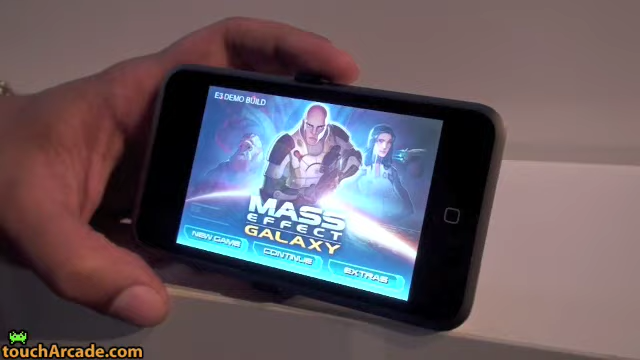 E3 DEMO BUILD
MASS
EFFECT
GALAXY
NEW GAME
CONTINUE
EXTRAS
touchArcade.com